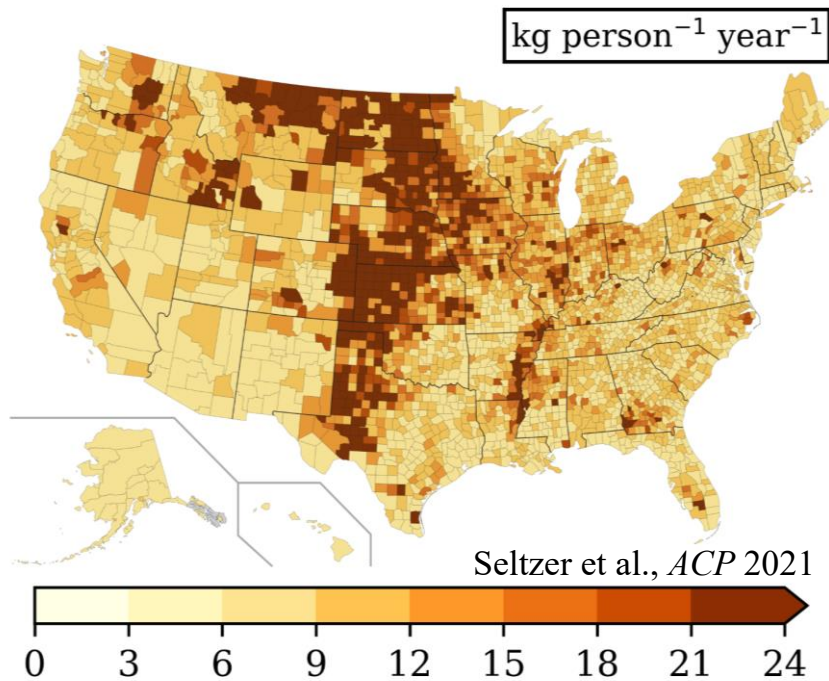 kg person⁻¹ year⁻¹
Seltzer et al., ACP 2021
0 3 6 9 12 15 18 21 24